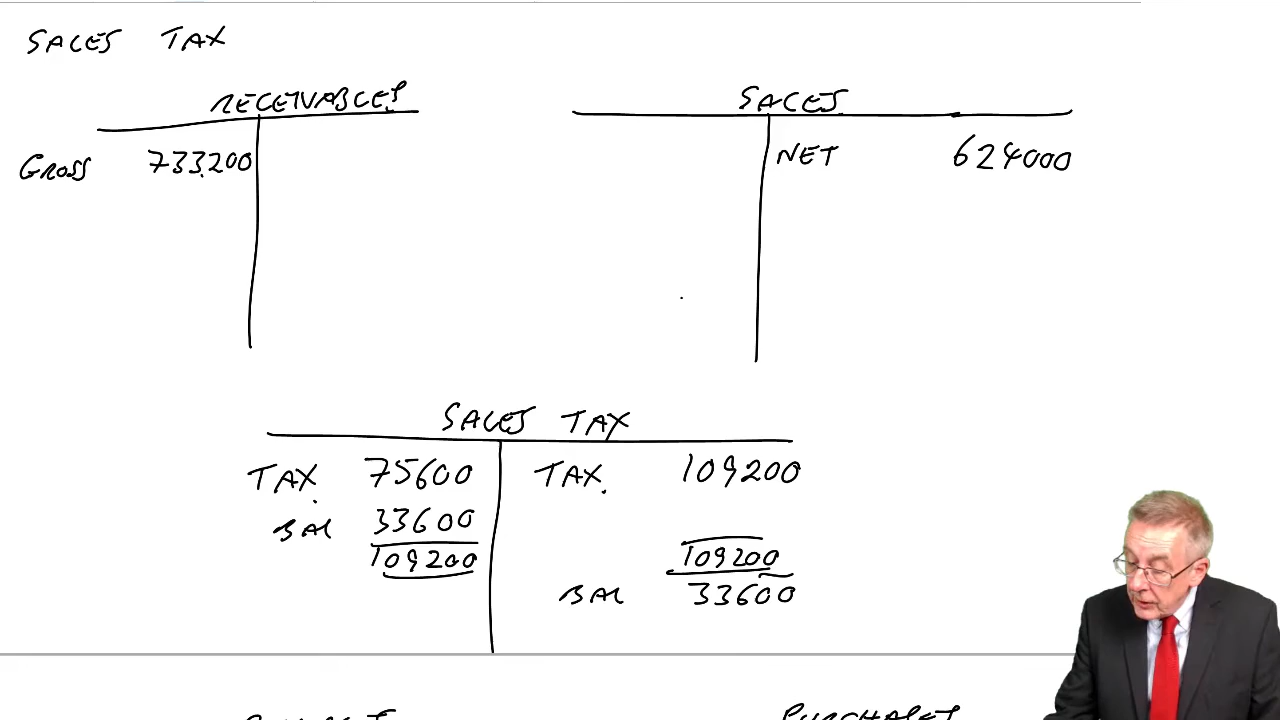 SALES TAX
RECEIVABLES
SALES
GROSS 733200
NET 624000
SALES TAX
TAX 75600 TAX 109200
BAL 33600
109200 109200
BAL 33600
PURCHASES